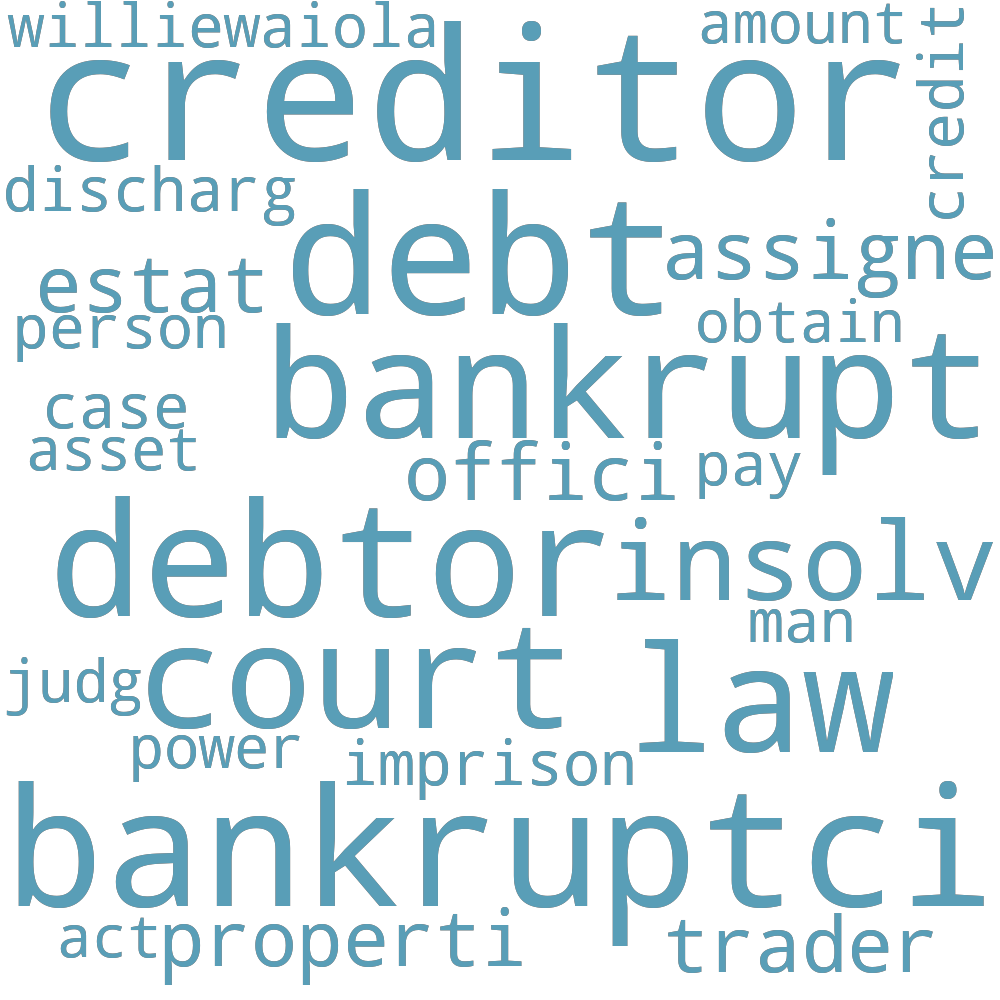 williewaiola
amount
credit
creditor
discharg
debt
assigne
estat
person
obtain
bankrupt
case
asset
offici
pay
debtor
insolv
man
court
law
judg
power
imprison
bankruptci
act
properti
trader